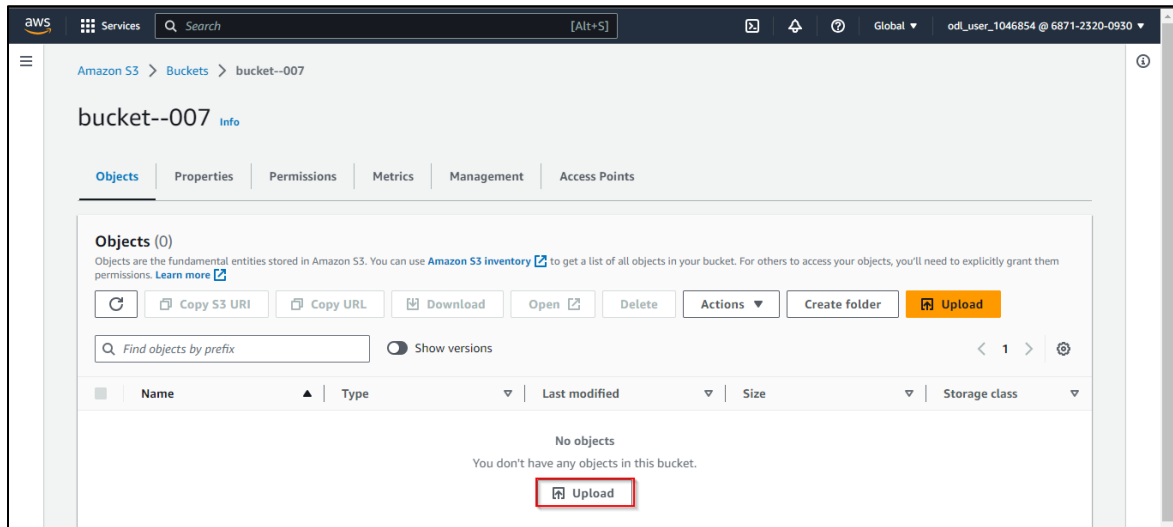 aws Services Search [Alt+S] Global ▼ odl_user_1046854 @ 6871-2320-0930 ▼
Amazon S3 > Buckets > bucket--007
bucket--007 Info
Objects Properties Permissions Metrics Management Access Points
Objects (0)
Objects are the fundamental entities stored in Amazon S3. You can use Amazon S3 inventory to get a list of all objects in your bucket. For others to access your objects, you'll need to explicitly grant them
permissions. Learn more
Copy S3 URI Copy URL Download Open Delete Actions ▼ Create folder Upload
Find objects by prefix Show versions < 1 >
Name ▲ Type ▽ Last modified ▽ Size ▽ Storage class ▽
No objects
You don't have any objects in this bucket.
Upload